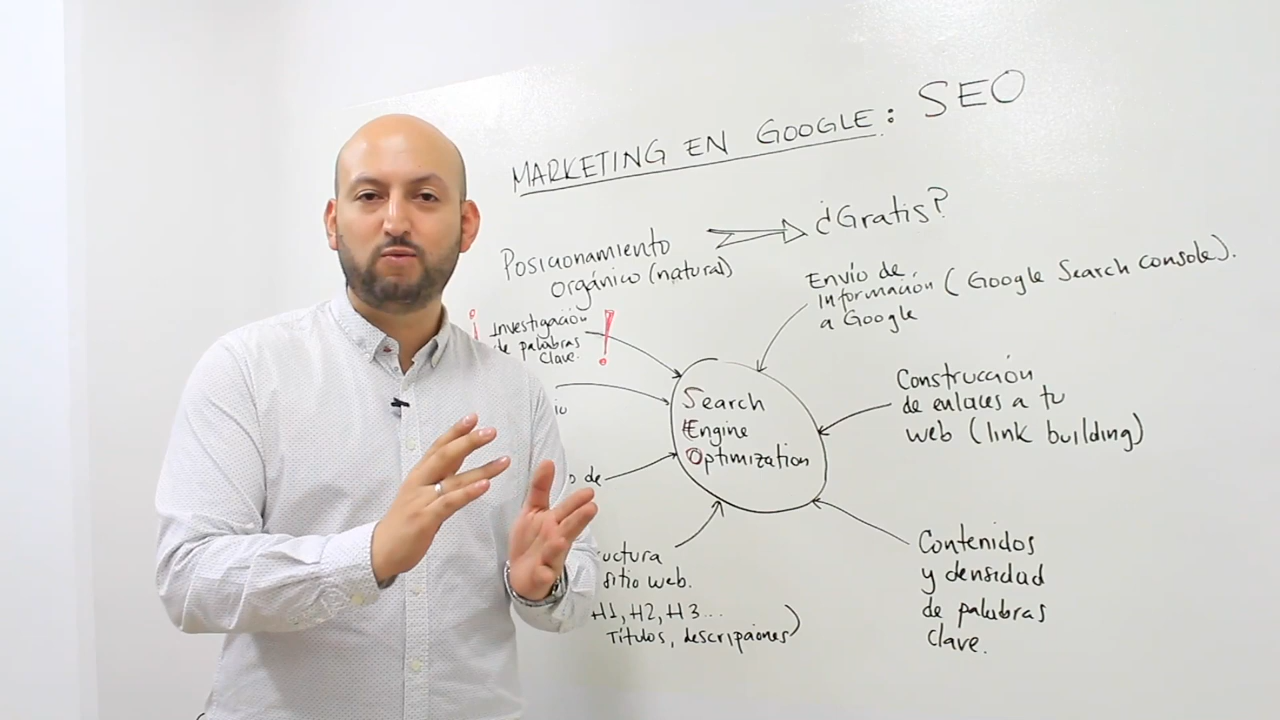 MARKETING EN GOOGLE: SEO
Posicionamiento
orgánico (natural)
¿Gratis?
¡ Investigación !
de palabras
clave.
Envío de
información (Google Search console).
a Google
Search
Engine
Optimization
Construcción
de enlaces a tu
web (link building)
o de
uctura
sitio web.
H1, H2, H3...
Títulos, descripciones)
Contenidos
y densidad
de palabras
clave.